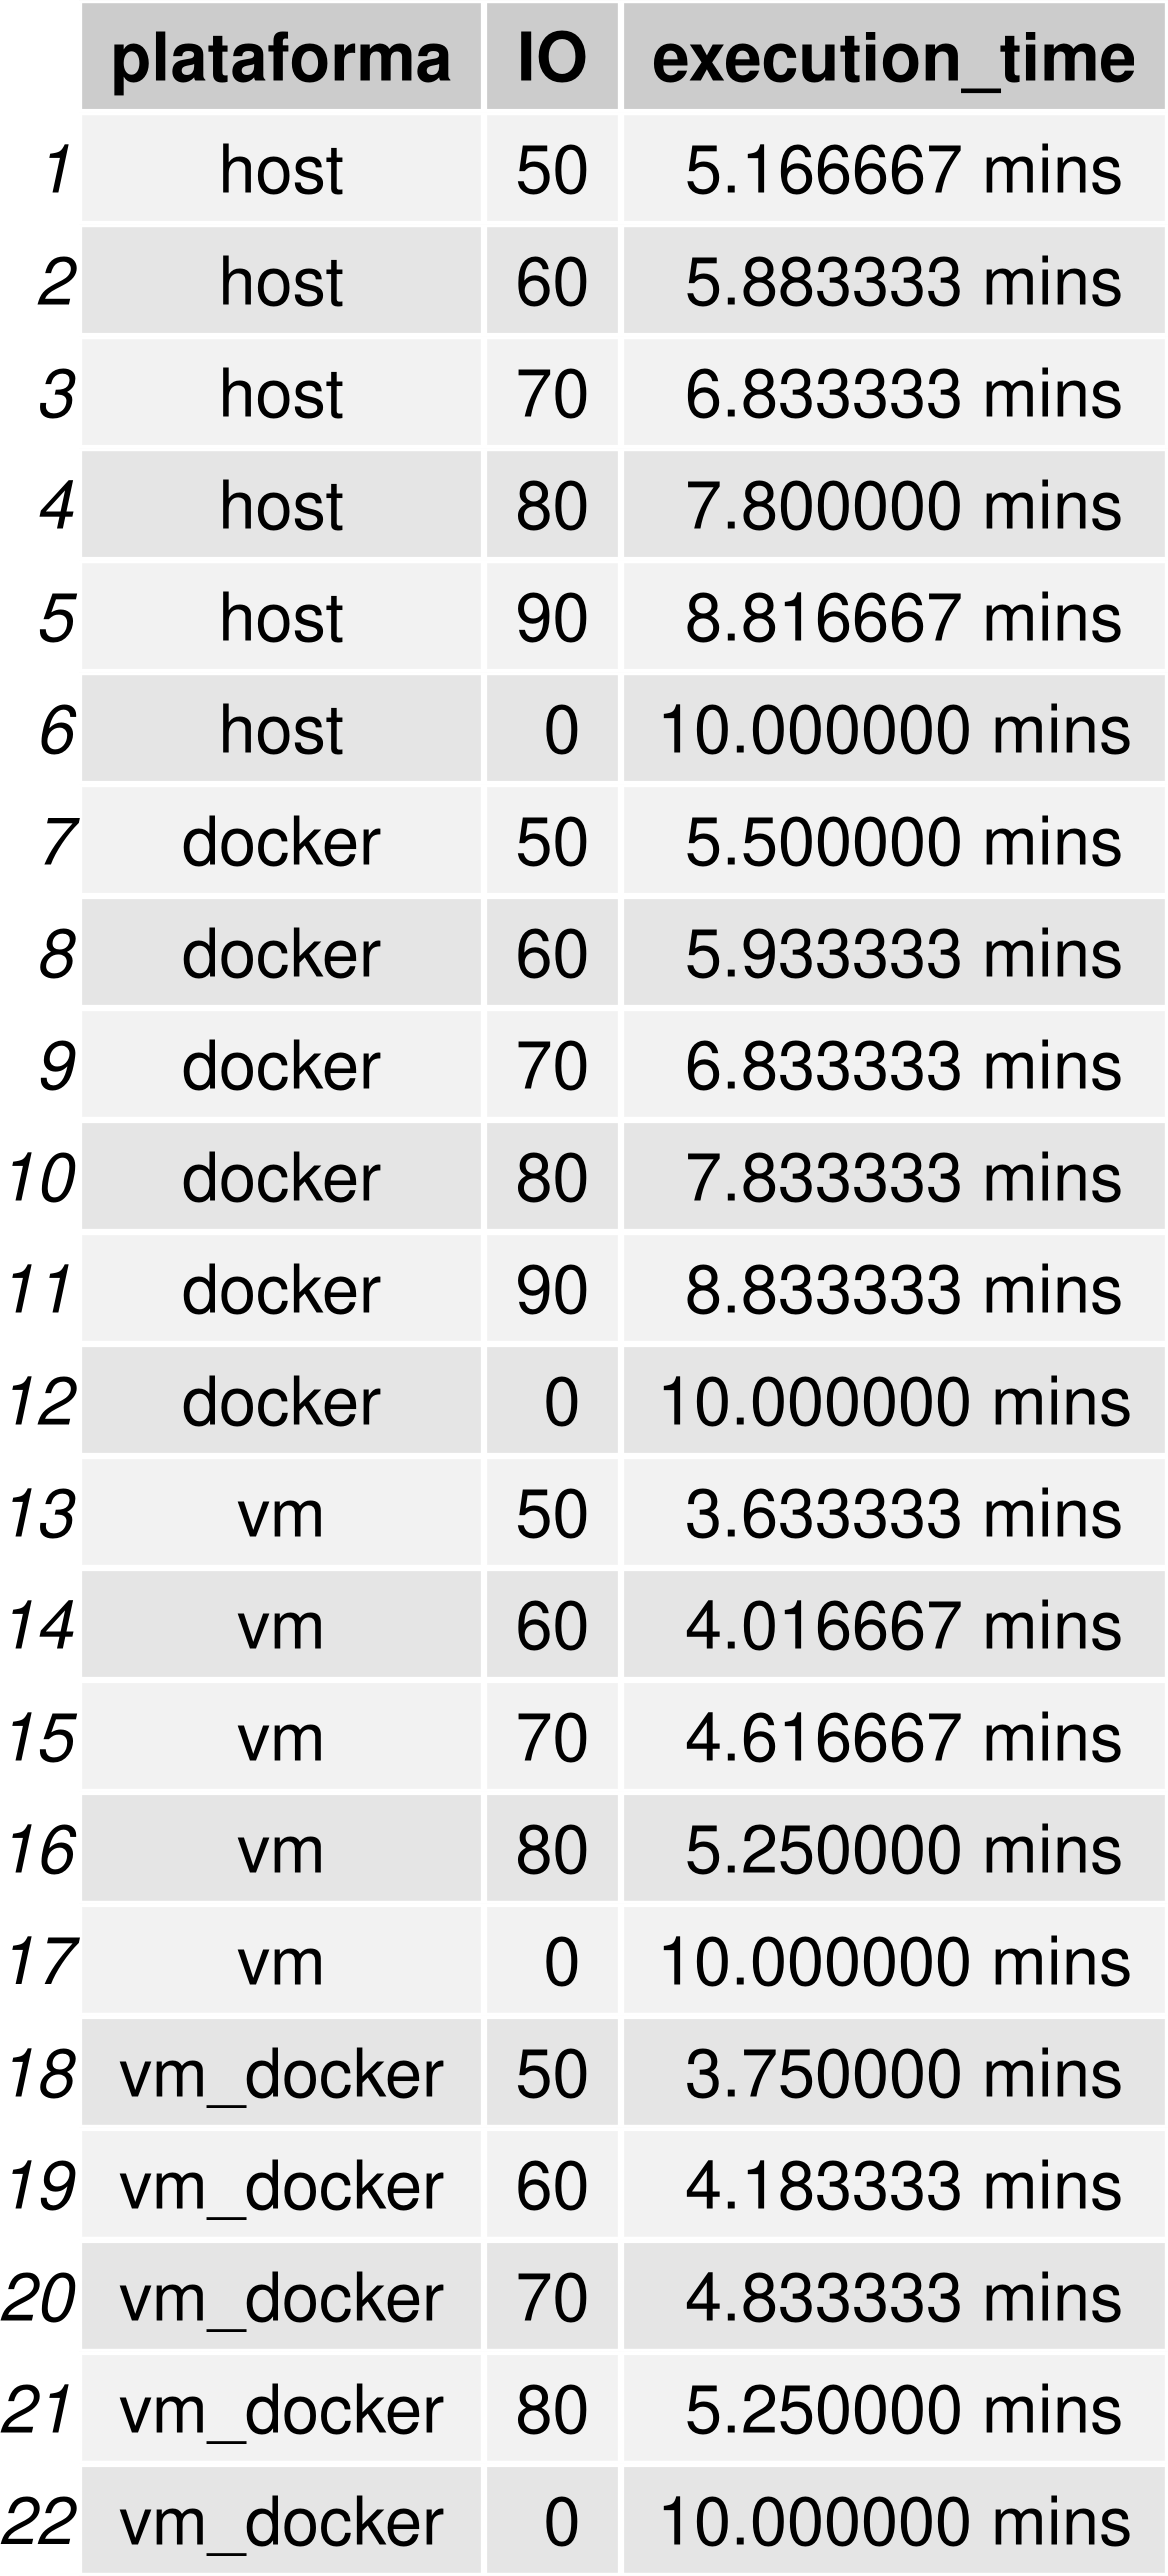 plataforma IO execution_time
1 host 50 5.166667 mins
2 host 60 5.883333 mins
3 host 70 6.833333 mins
4 host 80 7.800000 mins
5 host 90 8.816667 mins
6 host 0 10.000000 mins
7 docker 50 5.500000 mins
8 docker 60 5.933333 mins
9 docker 70 6.833333 mins
10 docker 80 7.833333 mins
11 docker 90 8.833333 mins
12 docker 0 10.000000 mins
13 vm 50 3.633333 mins
14 vm 60 4.016667 mins
15 vm 70 4.616667 mins
16 vm 80 5.250000 mins
17 vm 0 10.000000 mins
18 vm_docker 50 3.750000 mins
19 vm_docker 60 4.183333 mins
20 vm_docker 70 4.833333 mins
21 vm_docker 80 5.250000 mins
22 vm_docker 0 10.000000 mins